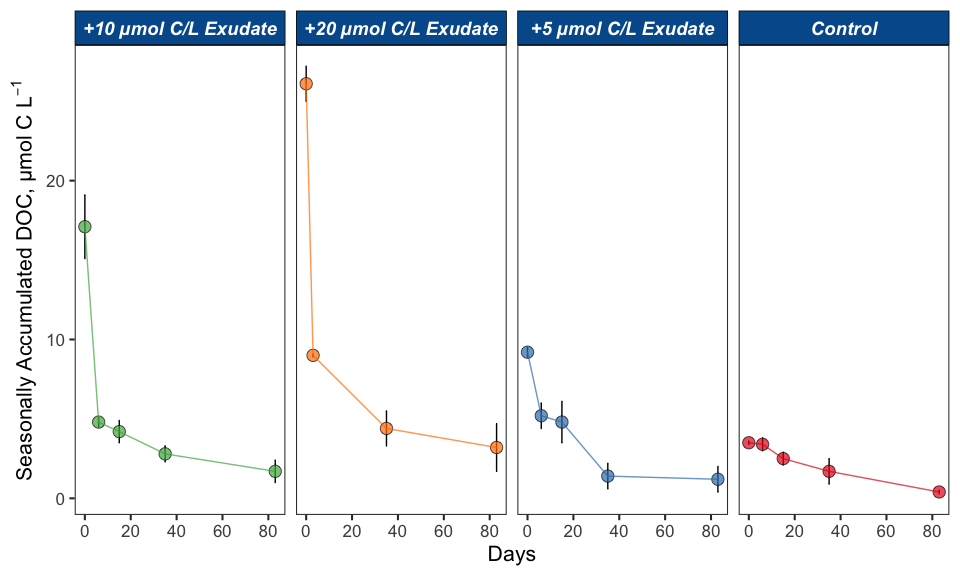 +10 µmol C/L Exudate
+20 µmol C/L Exudate
+5 µmol C/L Exudate
Control
Seasonally Accumulated DOC, µmol C L⁻¹
20
10
0
0 20 40 60 80
0 20 40 60 80
0 20 40 60 80
0 20 40 60 80
Days